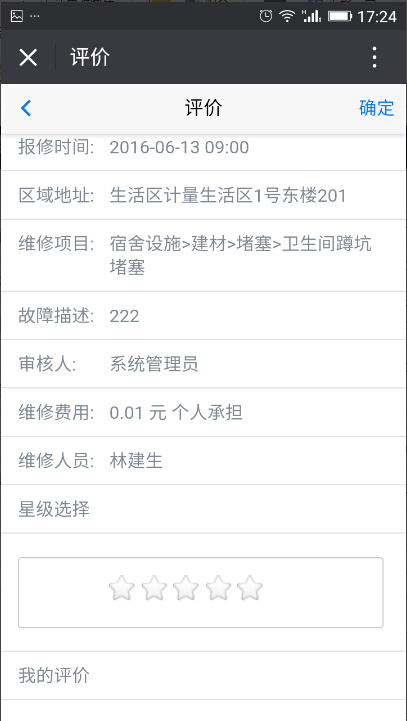 17:24
评价
评价
确定
报修时间: 2016-06-13 09:00
区域地址: 生活区计量生活区1号东楼201
维修项目: 宿舍设施>建材>堵塞>卫生间蹲坑
堵塞
故障描述: 222
审核人: 系统管理员
维修费用: 0.01 元 个人承担
维修人员: 林建生
星级选择
我的评价